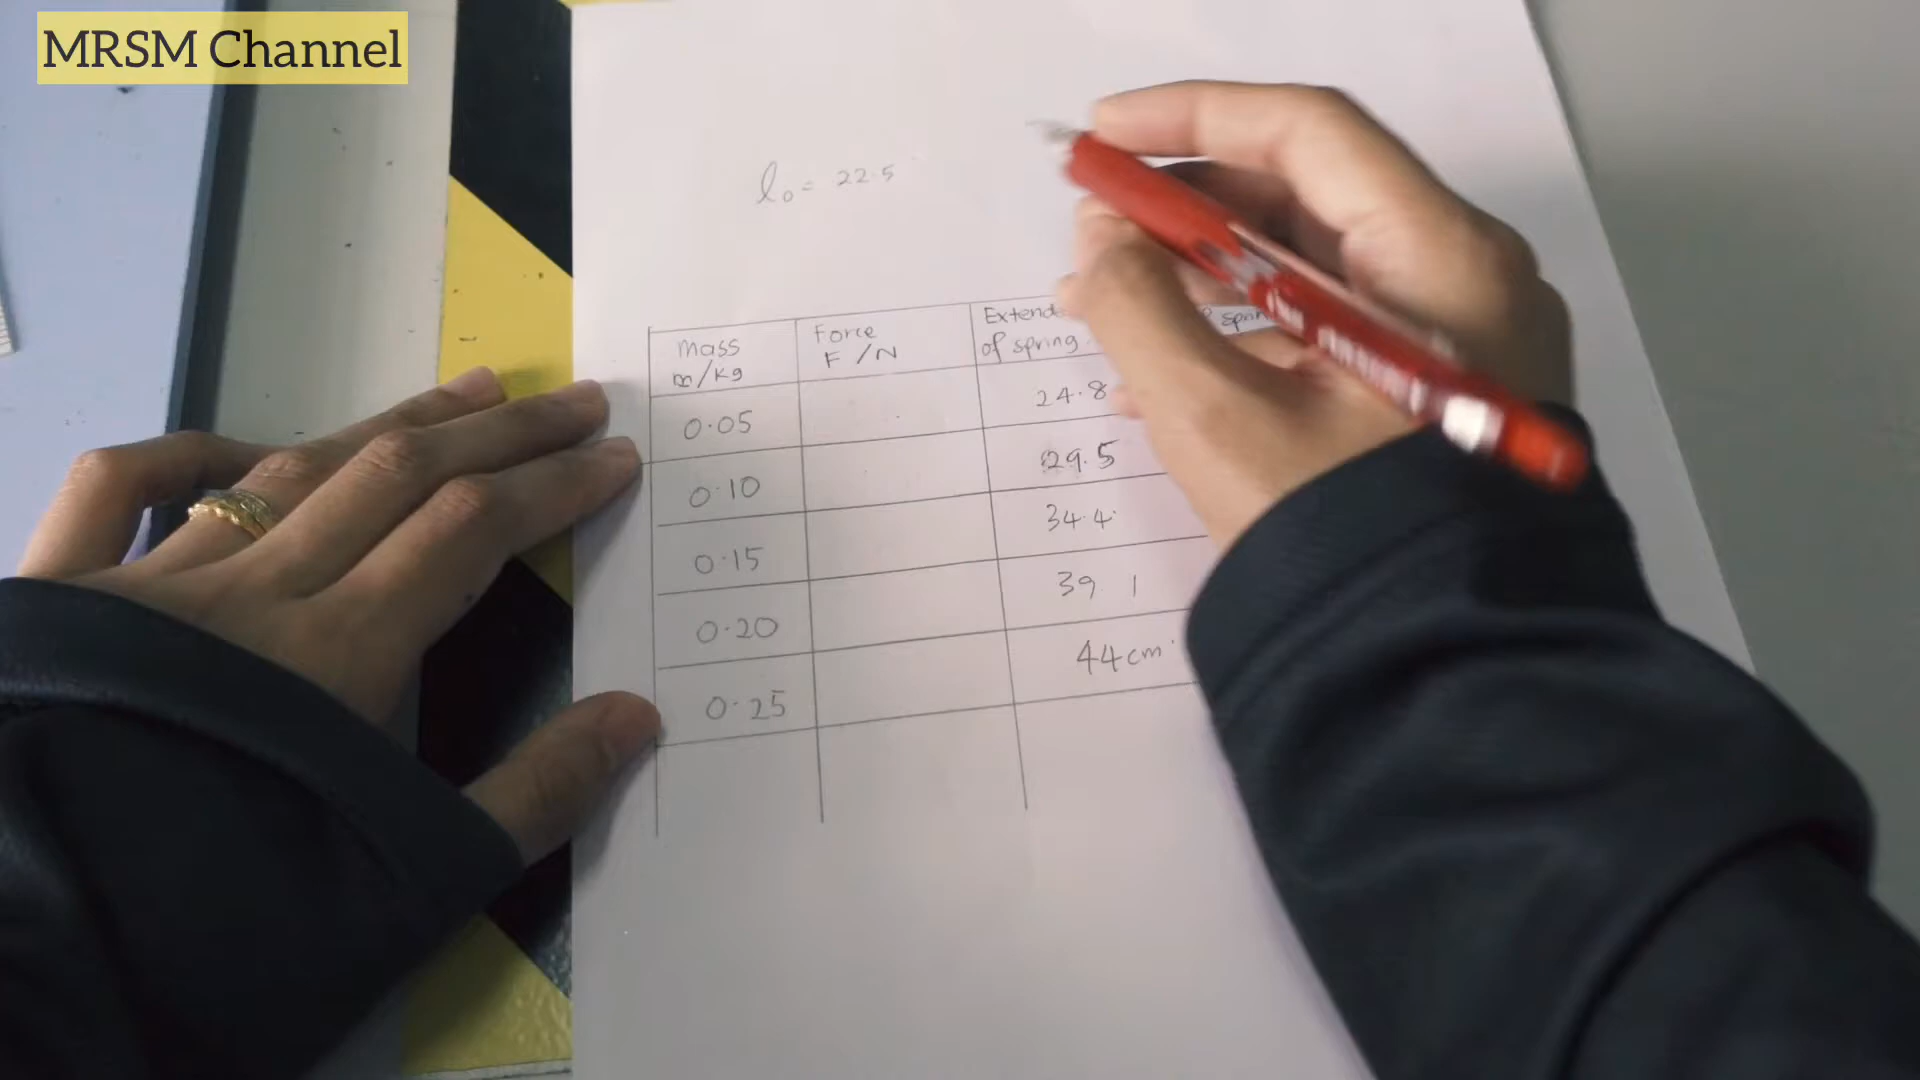 MRSM Channel
l₀ = 22.5
mass
m/kg
Force
F /N
of spring.
0.05
24.8
0.10
29.5
0.15
34.4
0.20
39 1
0.25
44cm